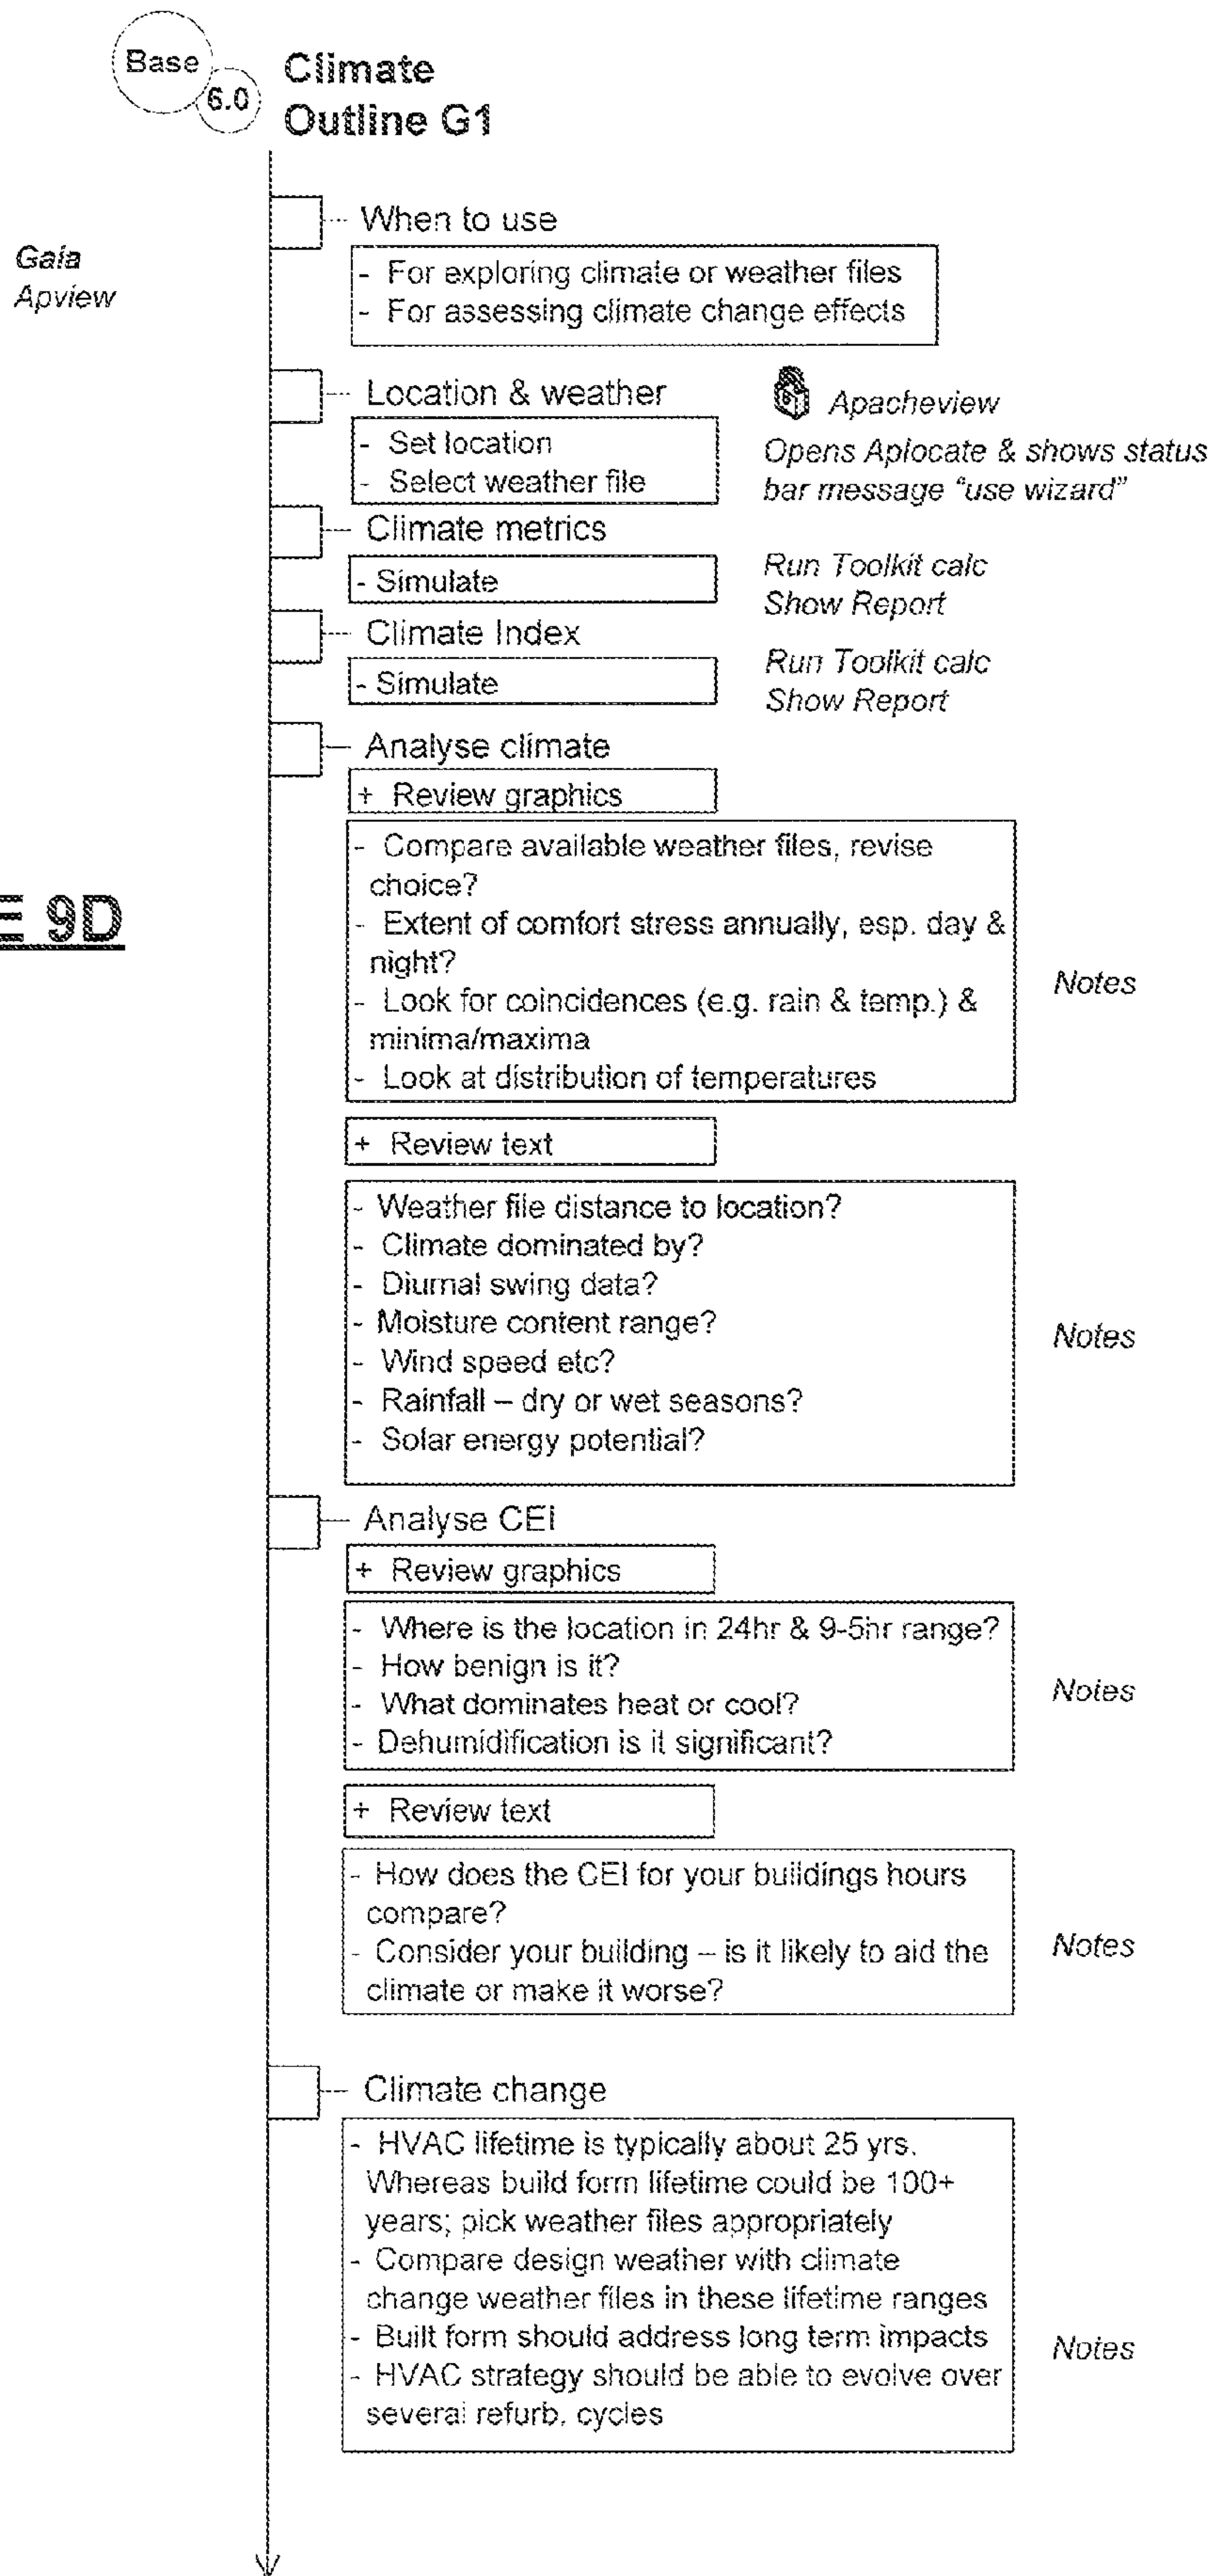 Base
6.0
Climate
Outline G1
Gaia
Apview
When to use
- For exploring climate or weather files
- For assessing climate change effects
Location & weather
- Set location
- Select weather file
Apacheview
Opens Aplocate & shows status
bar message "use wizard"
Climate metrics
- Simulate
Run Toolkit calc
Show Report
Climate Index
- Simulate
Run Toolkit calc
Show Report
Analyse climate
+ Review graphics
E 9D
- Compare available weather files, revise
choice?
- Extent of comfort stress annually, esp. day &
night?
- Look for coincidences (e.g. rain & temp.) &
minima/maxima
- Look at distribution of temperatures
Notes
+ Review text
- Weather file distance to location?
- Climate dominated by?
- Diurnal swing data?
- Moisture content range?
- Wind speed etc?
- Rainfall – dry or wet seasons?
- Solar energy potential?
Notes
Analyse CEI
+ Review graphics
- Where is the location in 24hr & 9-5hr range?
- How benign is it?
- What dominates heat or cool?
- Dehumidification is it significant?
Notes
+ Review text
- How does the CEI for your buildings hours
compare?
- Consider your building – is it likely to aid the
climate or make it worse?
Notes
Climate change
- HVAC lifetime is typically about 25 yrs.
Whereas build form lifetime could be 100+
years; pick weather files appropriately
- Compare design weather with climate
change weather files in these lifetime ranges
- Built form should address long term impacts
- HVAC strategy should be able to evolve over
several refurb. cycles
Notes